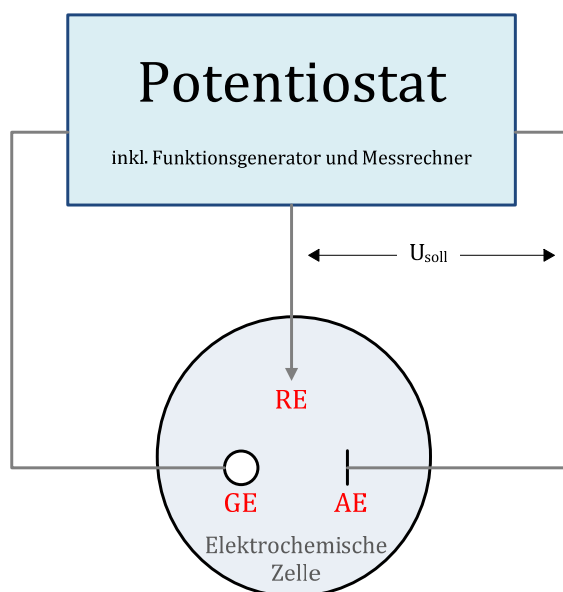 Potentiostat
inkl. Funktionsgenerator und Messrechner
Usoll
RE
GE
AE
Elektrochemische
Zelle